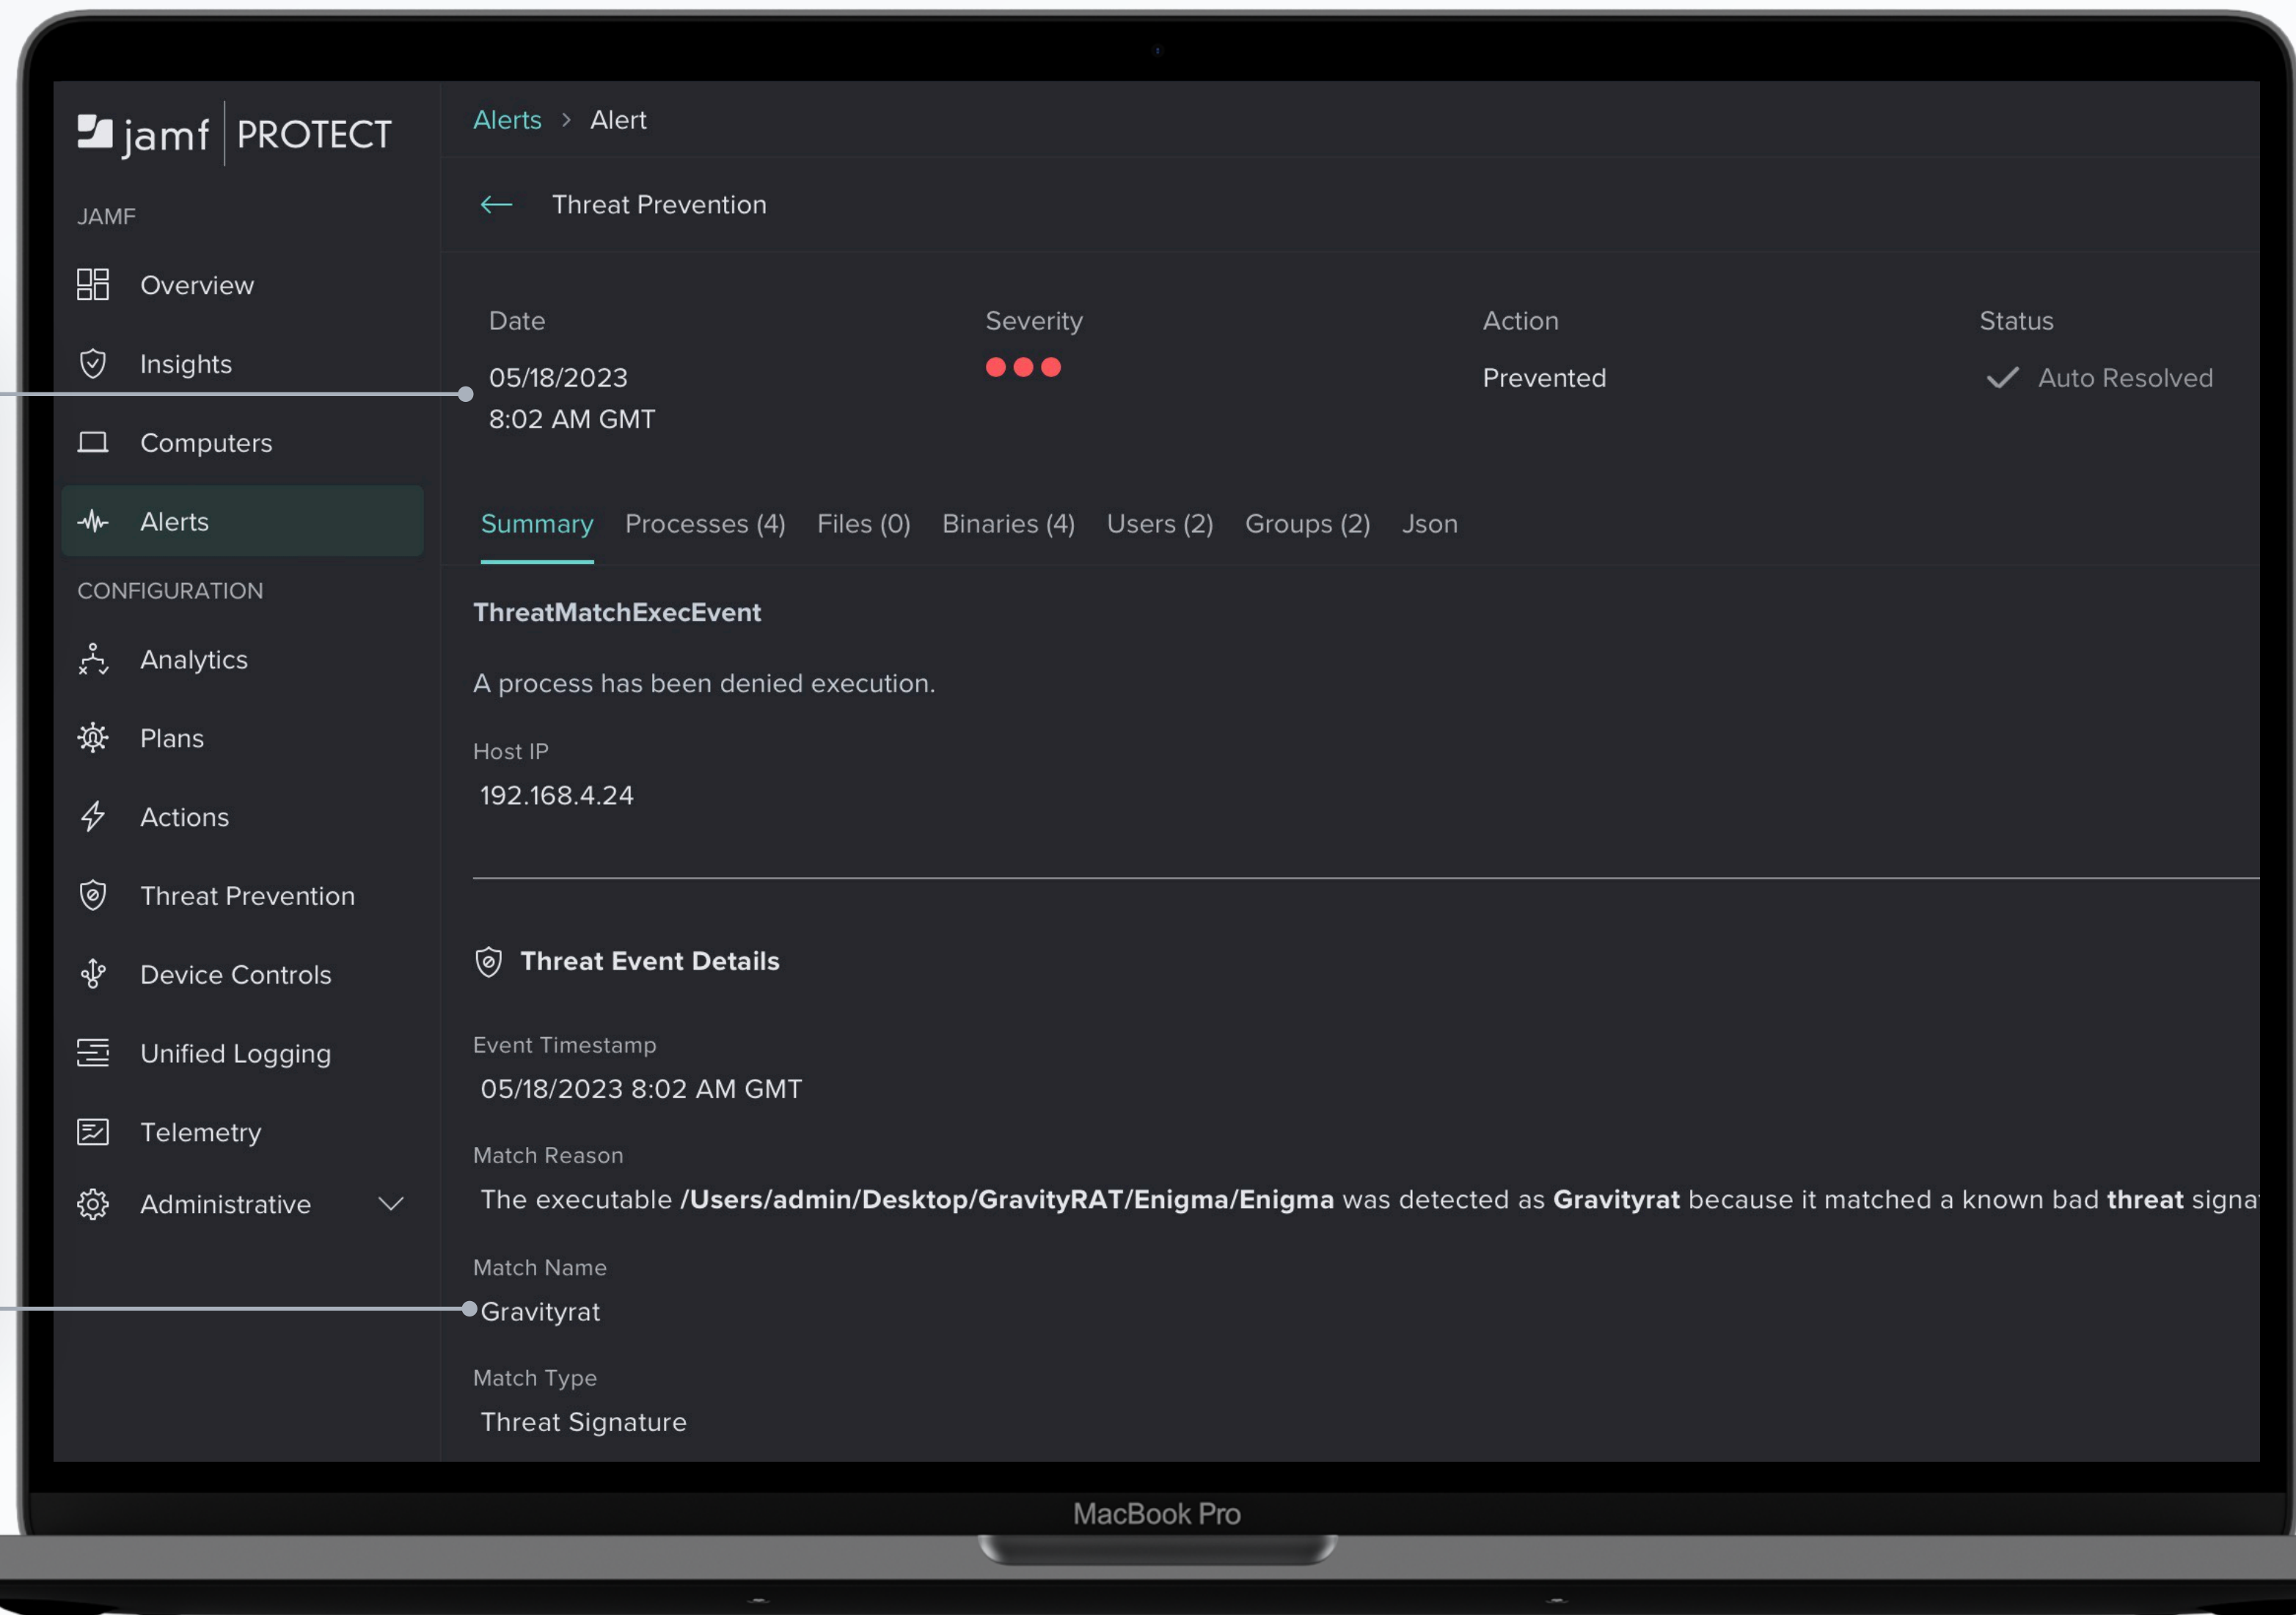 jamf PROTECT
JAMF
Overview
Insights
Computers
Alerts
CONFIGURATION
Analytics
Plans
Actions
Threat Prevention
Device Controls
Unified Logging
Telemetry
Administrative
Alerts > Alert
Threat Prevention
Date
05/18/2023
8:02 AM GMT
Severity
Action
Prevented
Status
Auto Resolved
Summary Processes (4) Files (0) Binaries (4) Users (2) Groups (2) Json
ThreatMatchExecEvent
A process has been denied execution.
Host IP
192.168.4.24
Threat Event Details
Event Timestamp
05/18/2023 8:02 AM GMT
Match Reason
The executable /Users/admin/Desktop/GravityRAT/Enigma/Enigma was detected as Gravityrat because it matched a known bad threat signa
Match Name
Gravityrat
Match Type
Threat Signature
MacBook Pro